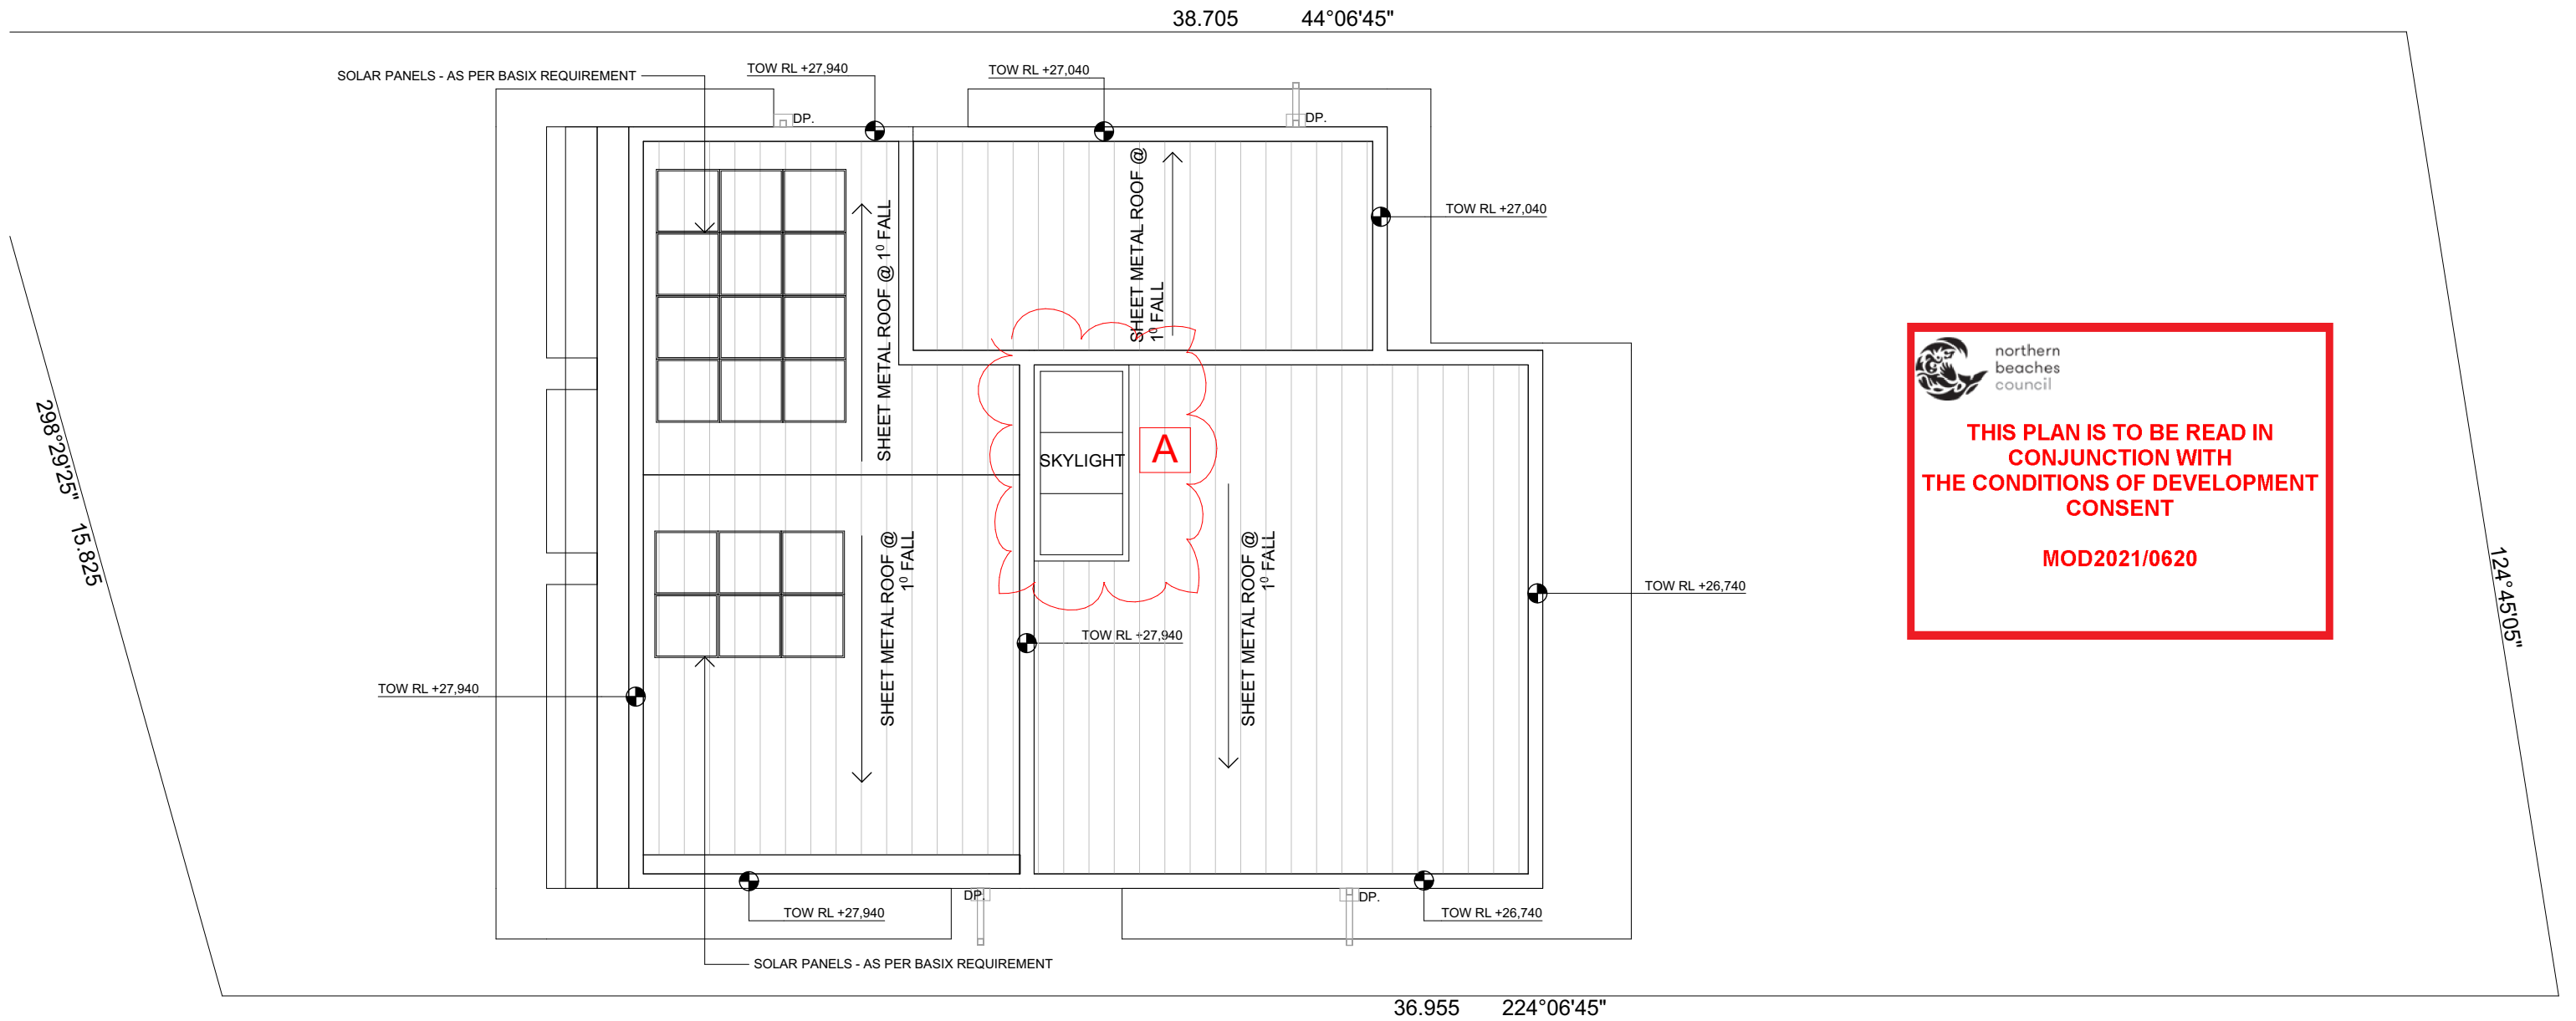 38.705 44°06'45"
SOLAR PANELS - AS PER BASIX REQUIREMENT
TOW RL +27,940
TOW RL +27,040
DP.
DP.
TOW RL +27,040
SHEET METAL ROOF @ 1⁰ FALL
SHEET METAL ROOF @
1⁰ FALL
northern
beaches
council
THIS PLAN IS TO BE READ IN
CONJUNCTION WITH
THE CONDITIONS OF DEVELOPMENT
CONSENT
MOD2021/0620
298°29'25" 15.825
SKYLIGHT
A
SHEET METAL ROOF @
1⁰ FALL
SHEET METAL ROOF @
1⁰ FALL
124°45'05"
TOW RL +26,740
TOW RL +27,940
TOW RL +27,940
DP.
DP.
TOW RL +27,940
TOW RL +26,740
SOLAR PANELS - AS PER BASIX REQUIREMENT
36.955 224°06'45"